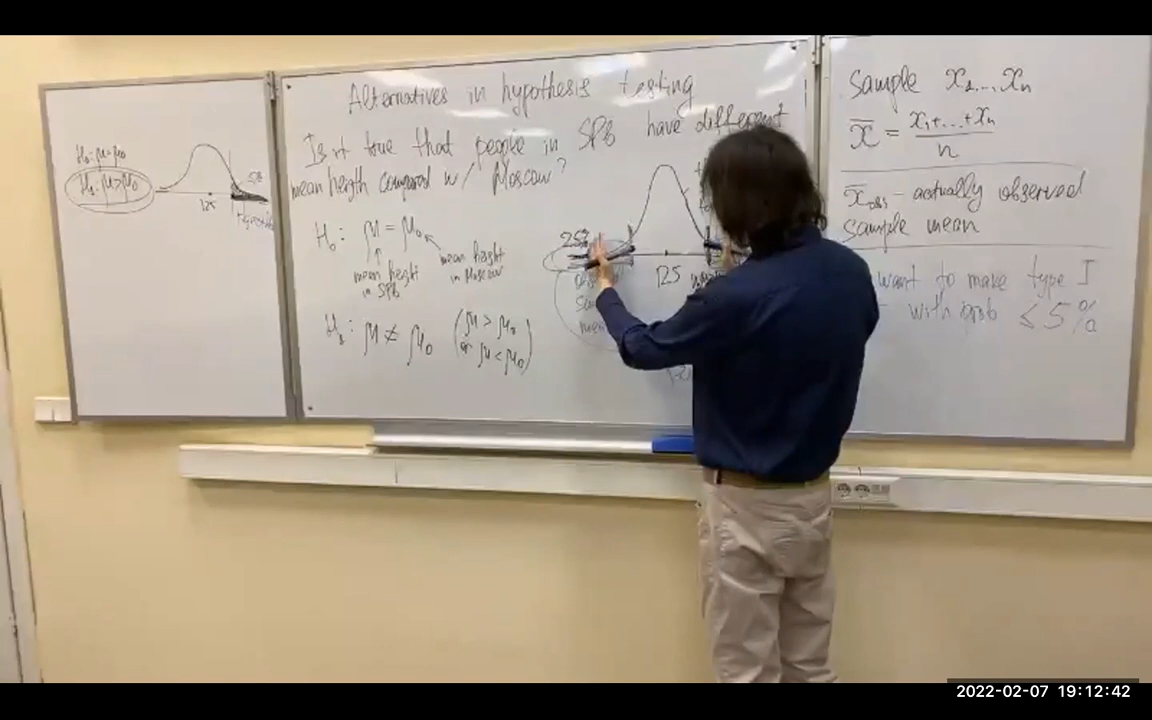 H₀: μ=μ₀
H₁: μ>μ₀
125
5%
Alternatives in hypothesis testing
Is it true that people in SPB have different
mean heigth compared w/ Moscow?
H₀: μ = μ₀
mean height
in SPB
mean height
in Moscow
H₁: μ ≠ μ₀ (μ > μ₀
or μ < μ₀)
125
Sample x₁...xₙ
x̄ = x₁+...+xₙ / n
x̄obs - actually observed
sample mean
want to make type I
with prob ≤ 5%
2022-02-07 19:12:42